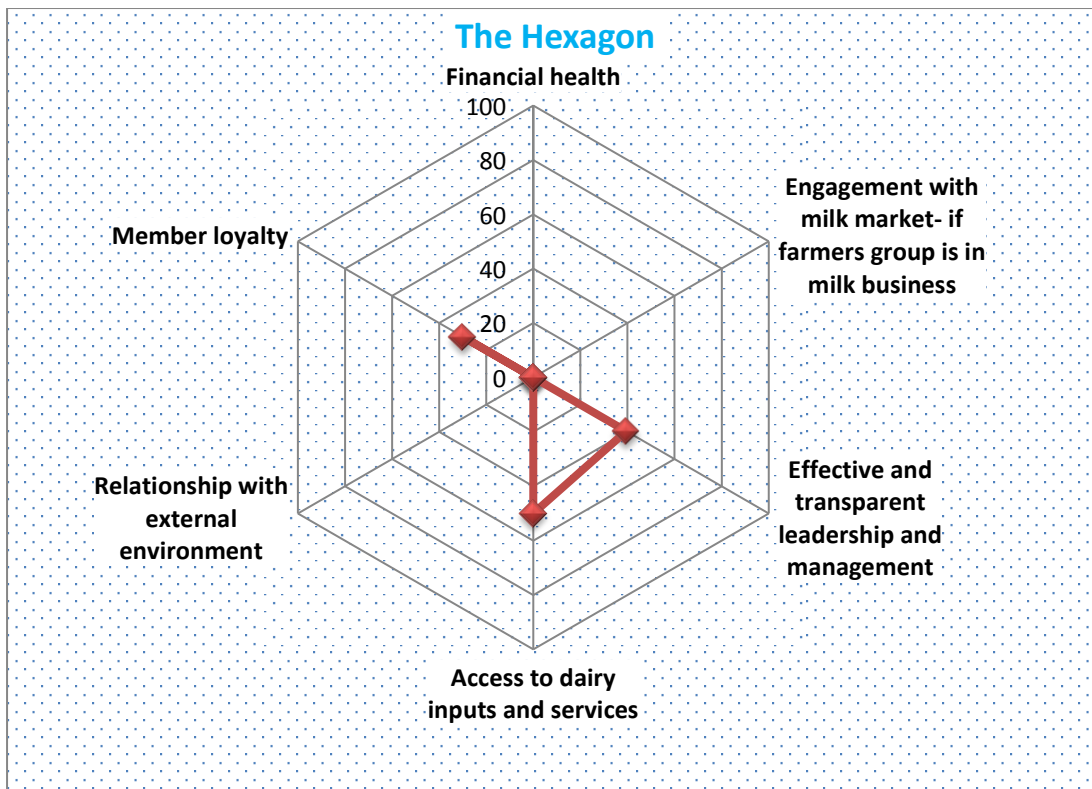 The Hexagon
Financial health
100
80
60
40
20
0
Engagement with
milk market- if
farmers group is in
milk business
Effective and
transparent
leadership and
management
Access to dairy
inputs and services
Relationship with
external
environment
Member loyalty